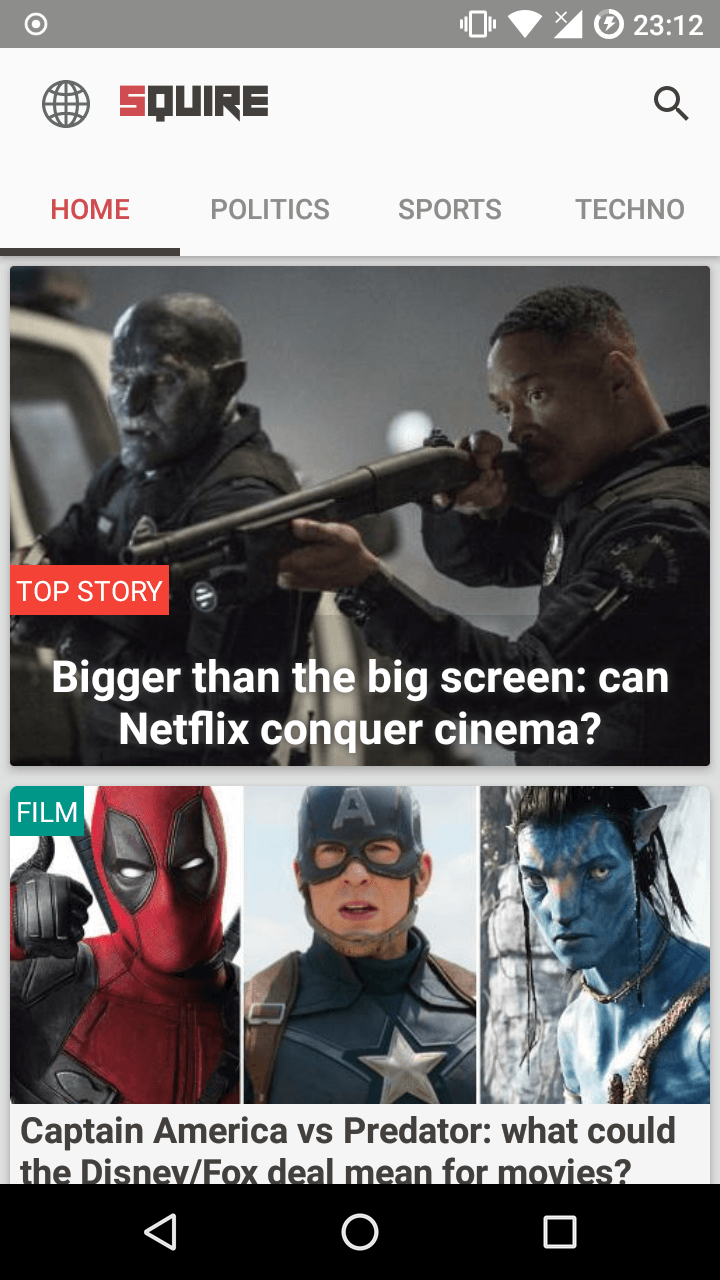 23:12
SQUIRE
HOME POLITICS SPORTS TECHNO
TOP STORY
Bigger than the big screen: can
Netflix conquer cinema?
FILM
A
Captain America vs Predator: what could
the Disney/Fox deal mean for movies?